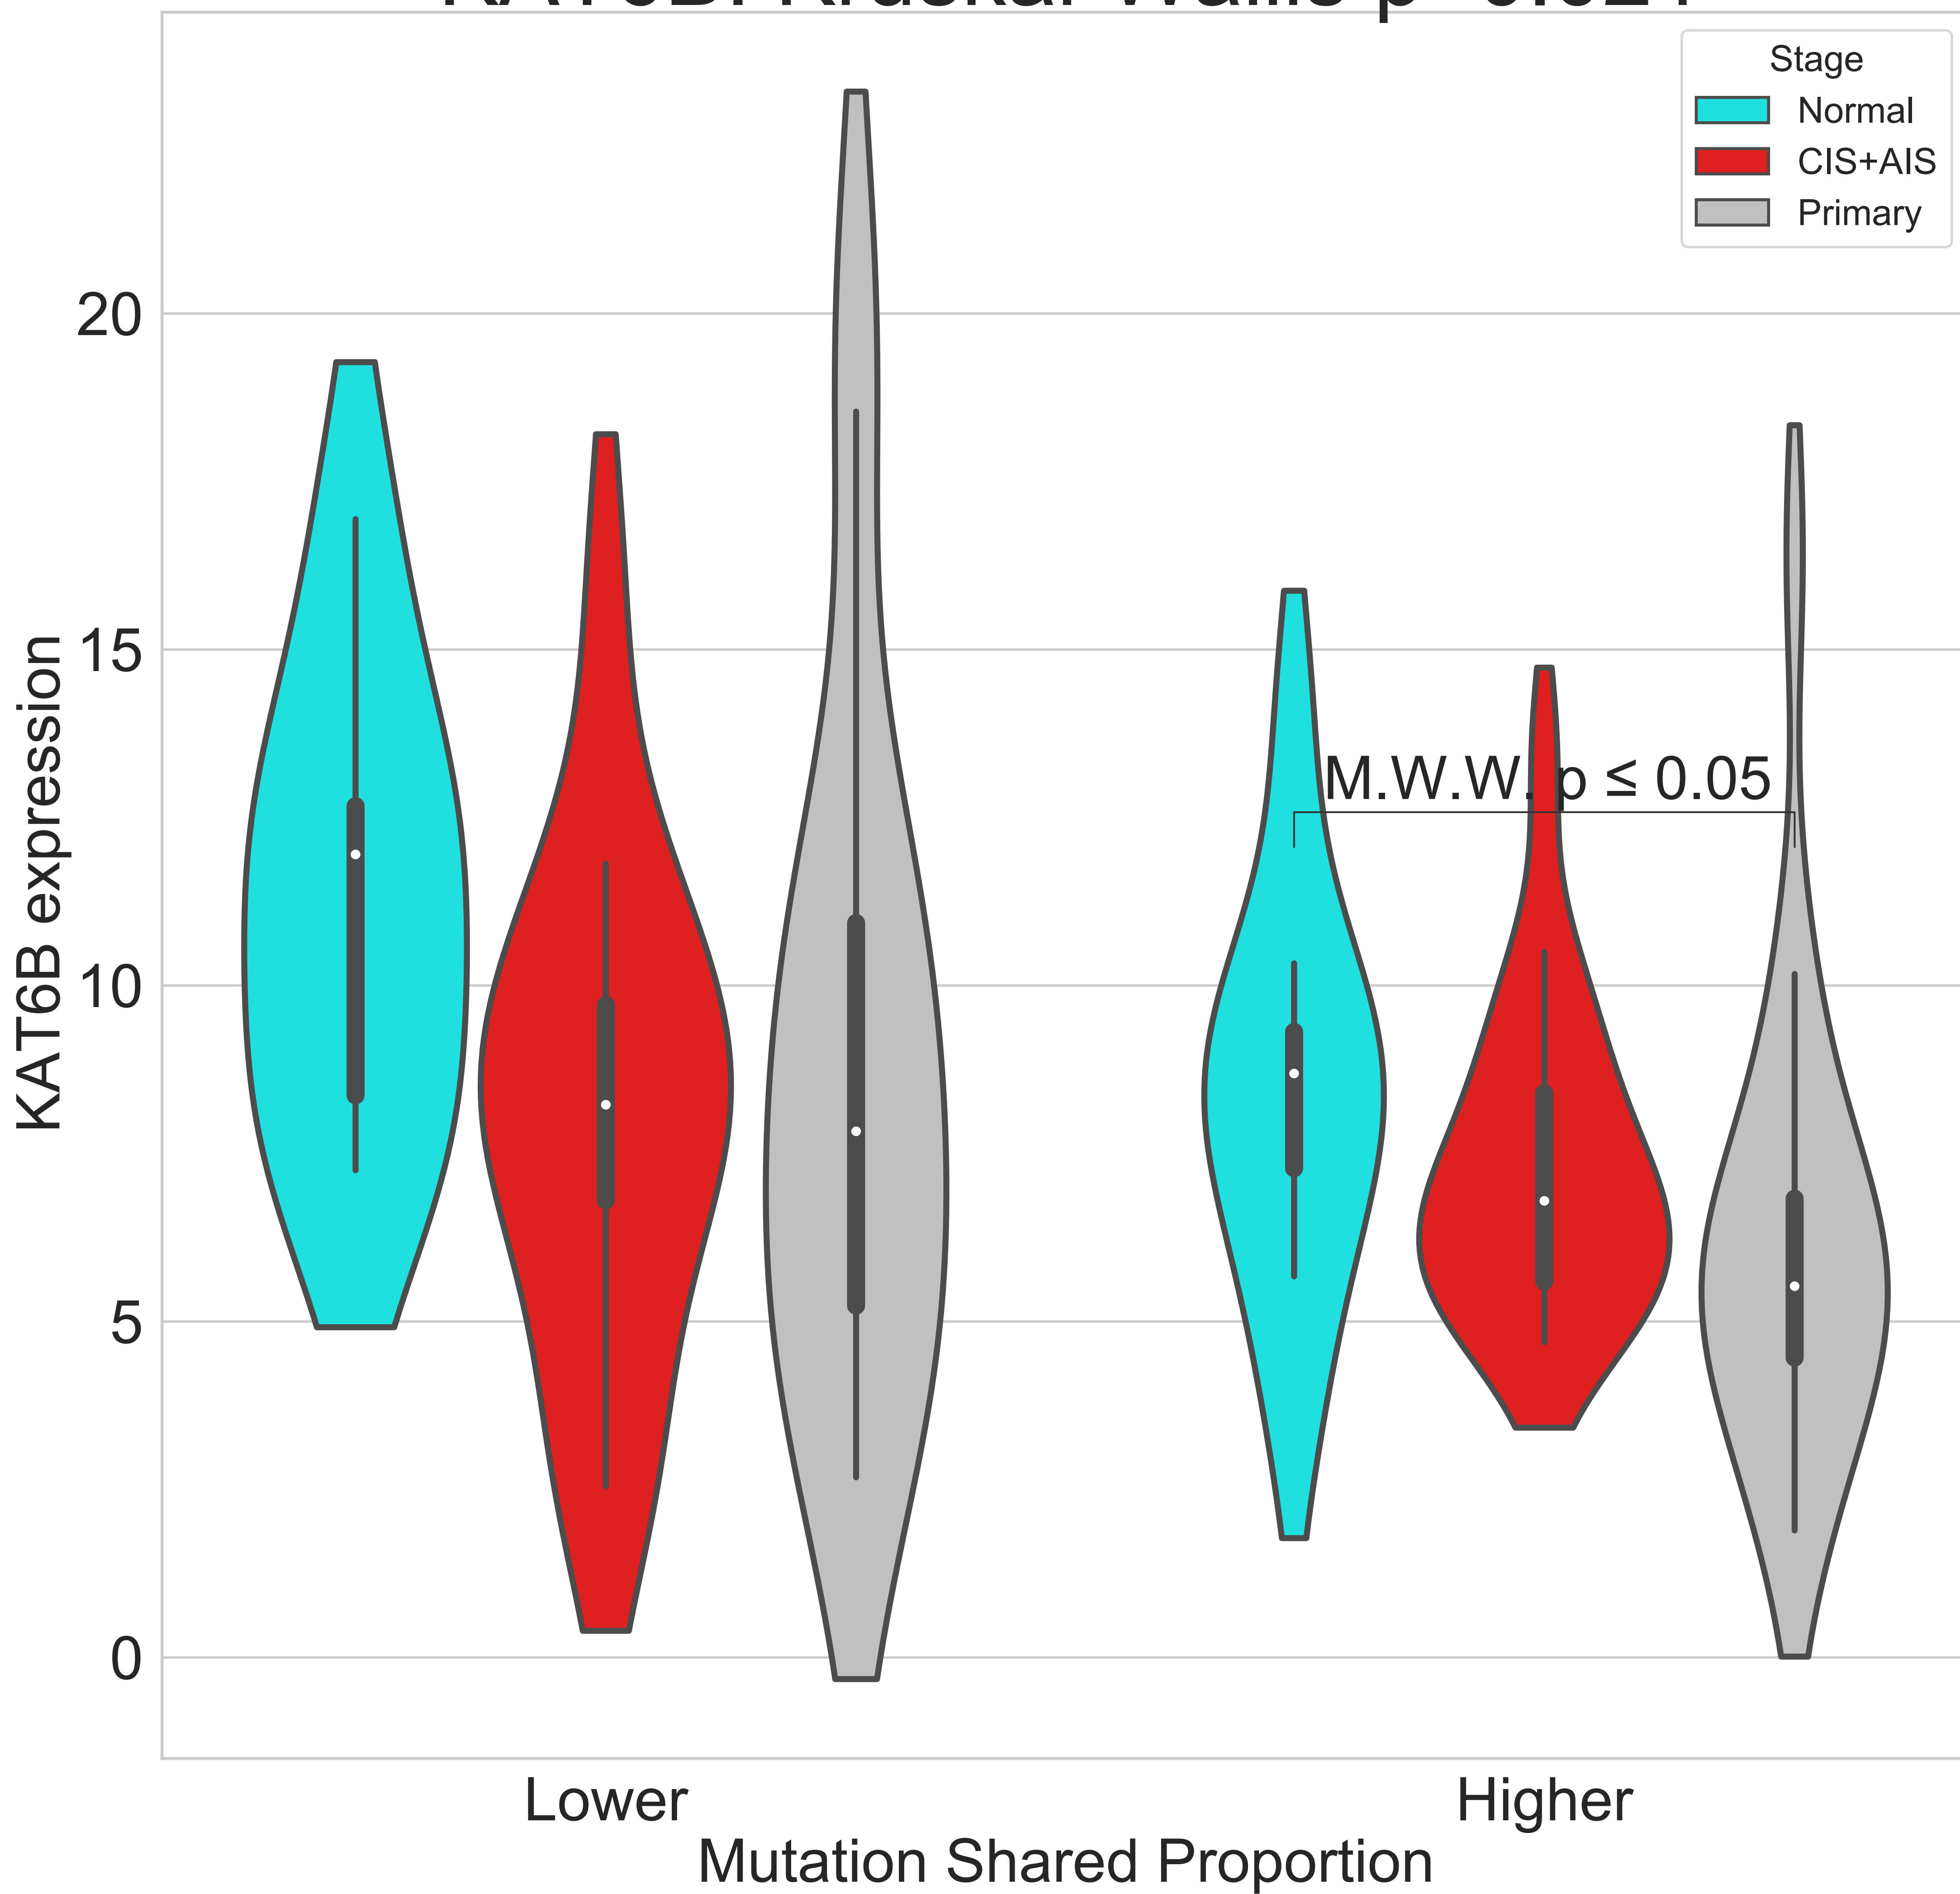 Stage
Normal
CIS+AIS
Primary
20
15
10
5
0
KAT6B expression
M.W.W. p ≤ 0.05
Lower
Higher
Mutation Shared Proportion